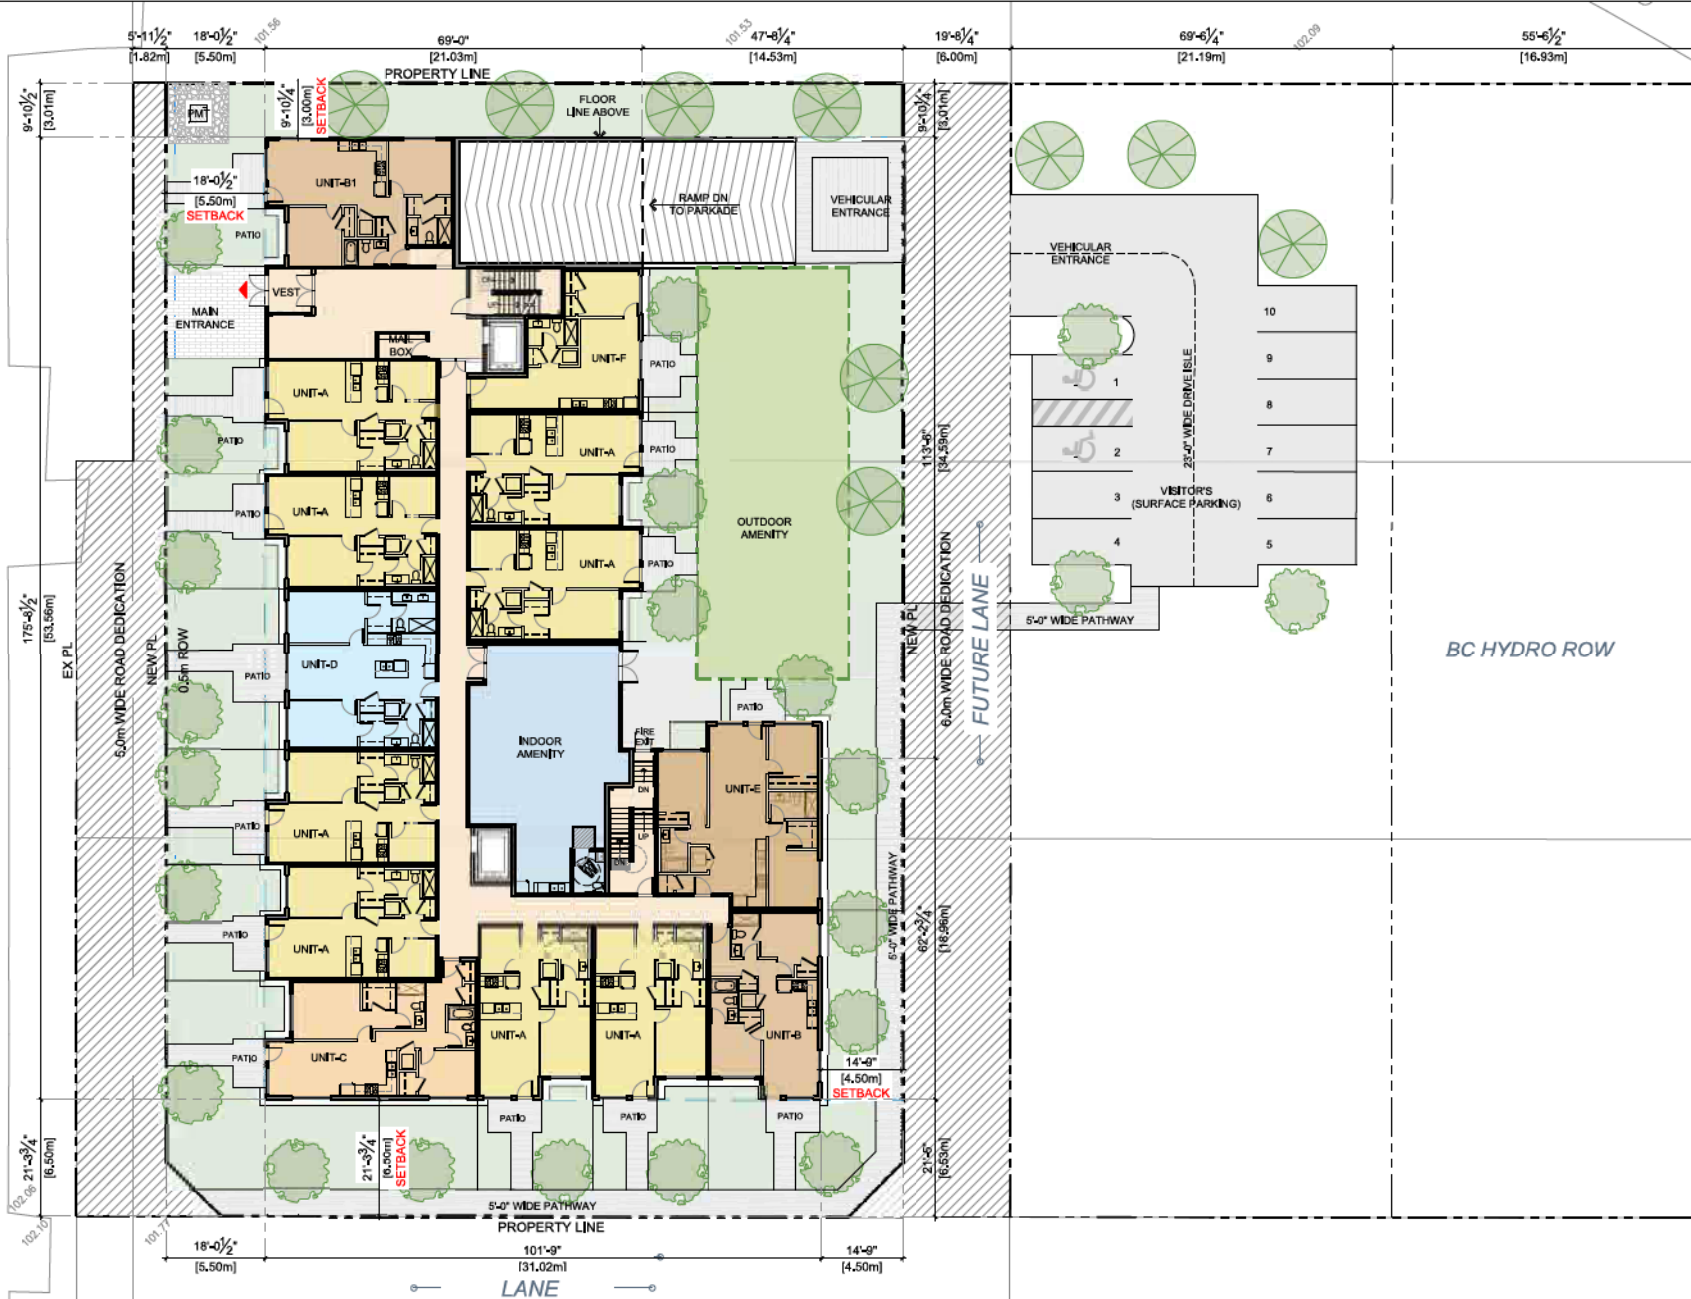 5'-11½"
[1.82m]
18'-0½"
[5.50m]
101.56
69'-0"
[21.03m]
101.53
47'-8¼"
[14.53m]
19'-8¼"
[6.00m]
69'-6¼"
[21.19m]
102.09
55'-6½"
[16.93m]
PROPERTY LINE
9'-10½"
[3.01m]
PMT
9'-10¼"
[3.00m]
SETBACK
FLOOR
LINE ABOVE
9'-10¼"
[3.01m]
UNIT-B1
18'-0½"
[5.50m]
SETBACK
PATIO
RAMP DN
TO PARKADE
VEHICULAR
ENTRANCE
VEHICULAR
ENTRANCE
VEST
MAIN
ENTRANCE
UP
MAIL
BOX
UNIT-F
PATIO
10
9
8
7
6
5
1
2
3
4
23'-0" WIDE DRIVE ISLE
VISITOR'S
(SURFACE PARKING)
UNIT-A
PATIO
UNIT-A
PATIO
UNIT-A
PATIO
UNIT-A
PATIO
OUTDOOR
AMENITY
113'-6"
[34.59m]
175'-8½"
[53.56m]
EX PL
5.0m WIDE ROAD DEDICATION
NEW PL
0.5m ROW
UNIT-D
PATIO
NEW PL
6.0m WIDE ROAD DEDICATION
FUTURE LANE
5'-0" WIDE PATHWAY
BC HYDRO ROW
INDOOR
AMENITY
FIRE
EXIT
DN
UP
DN
PATIO
UNIT-E
UNIT-A
PATIO
UNIT-A
PATIO
5'-0" WIDE PATHWAY
62'-2¾"
[18.96m]
UNIT-C
PATIO
UNIT-A
UNIT-A
UNIT-B
14'-9"
[4.50m]
SETBACK
PATIO
PATIO
PATIO
21'-3¾"
[6.50m]
21'-3¾"
[6.50m]
SETBACK
21'-5"
[6.53m]
102.06
102.10
101.77
5'-0" WIDE PATHWAY
PROPERTY LINE
18'-0½"
[5.50m]
101'-9"
[31.02m]
14'-9"
[4.50m]
LANE